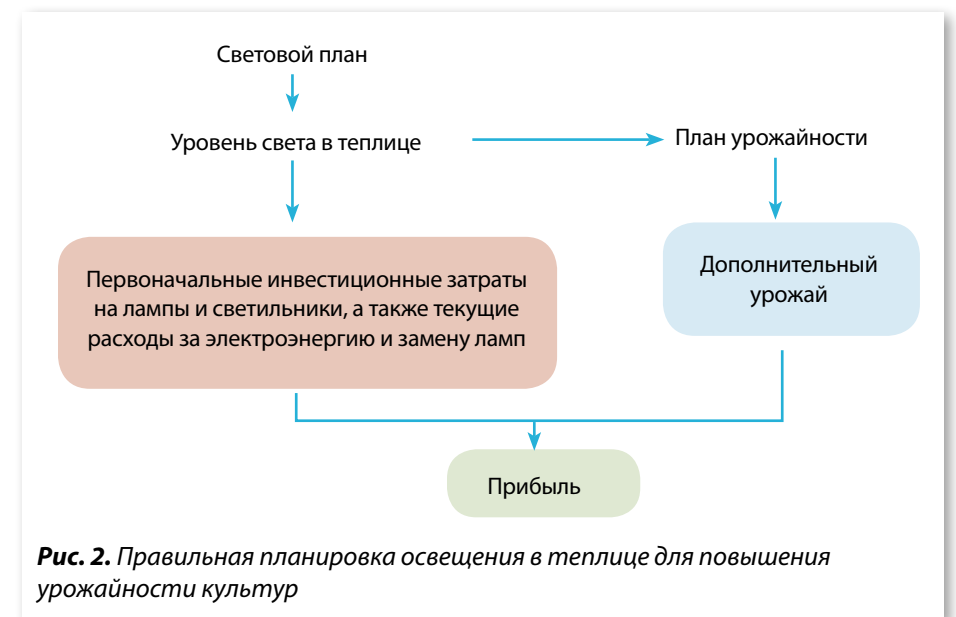 Световой план
Уровень света в теплице
План урожайности
Первоначальные инвестиционные затраты
на лампы и светильники, а также текущие
расходы за электроэнергию и замену ламп
Дополнительный
урожай
Прибыль
Рис. 2. Правильная планировка освещения в теплице для повышения
урожайности культур